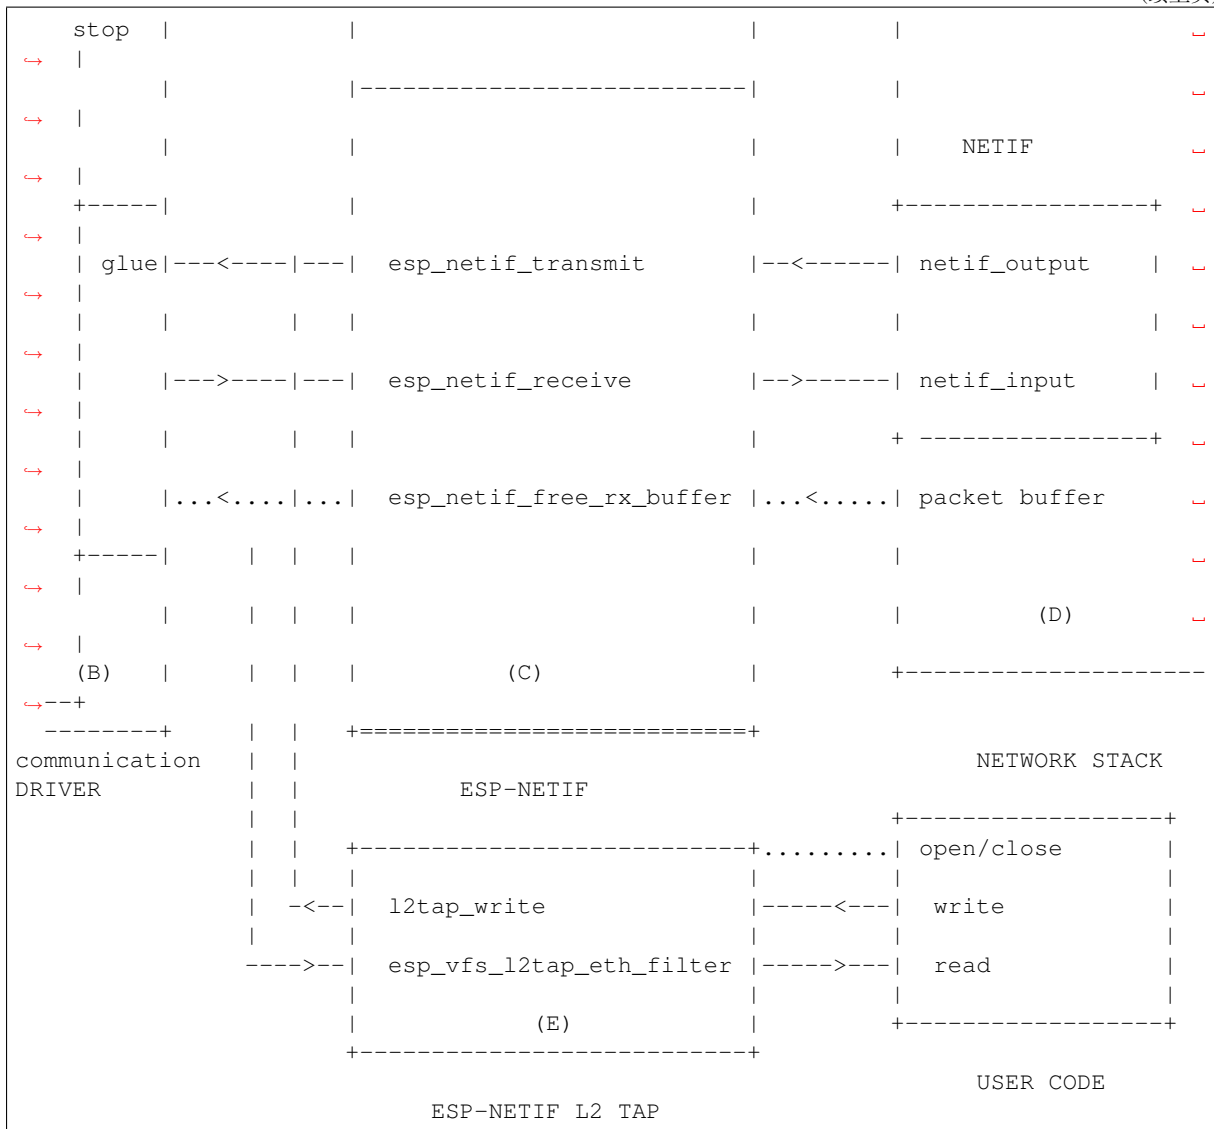 stop  |            |                           |         |                    ␣
↪   |
          |            |---------------------------|         |                    ␣
↪   |
          |            |                           |         |    NETIF           ␣
↪   |
    +-----|            |                           |         +-----------------+  ␣
↪   |
    | glue|---<----|---|  esp_netif_transmit       |--<------| netif_output    |  ␣
↪   |
    |     |        |   |                           |         |                 |  ␣
↪   |
    |     |--->----|---|  esp_netif_receive        |-->------| netif_input     |  ␣
↪   |
    |     |        |   |                           |         + ----------------+  ␣
↪   |
    |     |...<....|...|  esp_netif_free_rx_buffer |...<.....| packet buffer      ␣
↪   |
    +-----|     |  |   |                           |         |                    ␣
↪   |
          |     |  |   |                           |         |         (D)        ␣
↪   |
    (B)   |     |  |   |          (C)              |         +---------------------
↪--+
  --------+     |  |   +===========================+
communication   |  |                                               NETWORK STACK
DRIVER          |  |           ESP-NETIF
                |  |                                         +------------------+
                |  |   +---------------------------+.........| open/close       |
                |  |   |                           |         |                  |
                |  -<--|  l2tap_write              |-----<---|  write           |
                |      |                           |         |                  |
                ---->--|  esp_vfs_l2tap_eth_filter |----->---|  read            |
                       |                           |         |                  |
                       |            (E)            |         +------------------+
                       +---------------------------+
                                                                   USER CODE
                             ESP-NETIF L2 TAP